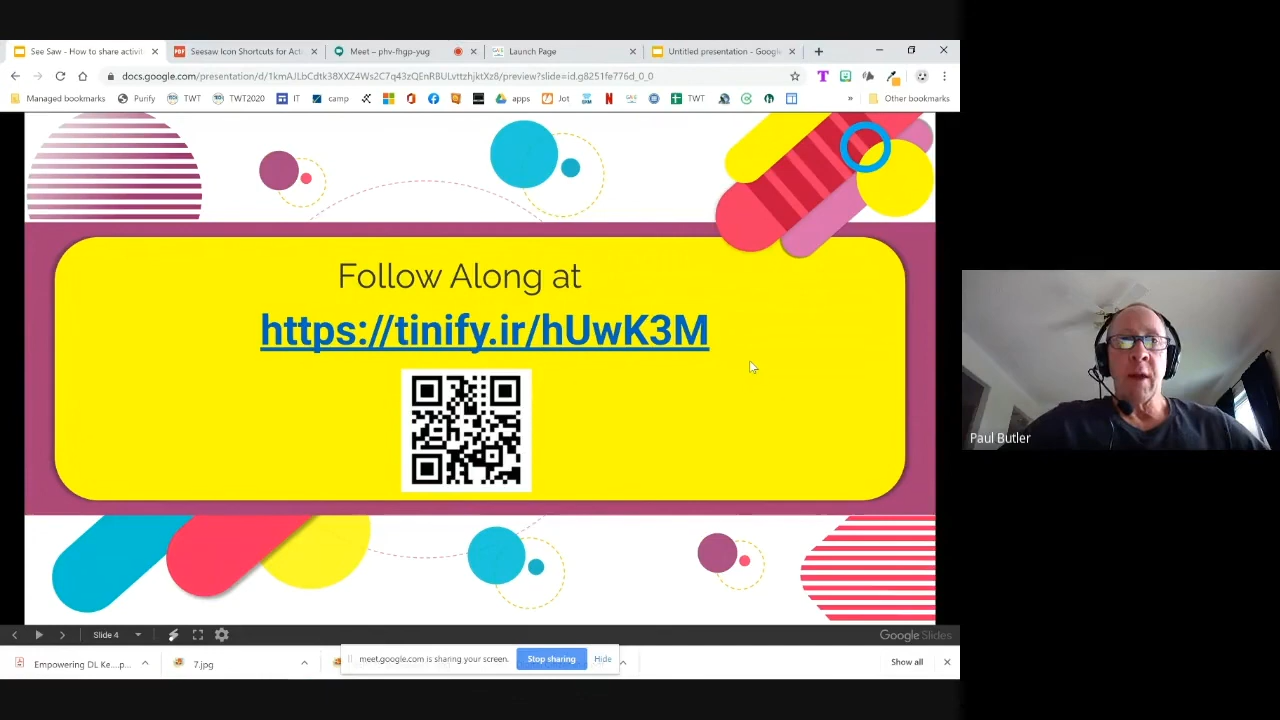 See Saw - How to share activit
Seesaw Icon Shortcuts for Act
Meet – phv-fhgp-yug
Launch Page
Untitled presentation - Google
docs.google.com/presentation/d/1kmAJLbCdtk38XXZ4Ws2C7q43zQEnRBULvttzhjktXz8/preview?slide=id.g8251fe776d_0_0
Managed bookmarks
Purify
TWT
TWT2020
IT
camp
apps
Jot
TWT
»
Other bookmarks
Follow Along at
https://tinify.ir/hUwK3M
Paul Butler
Slide 4
Google Slides
Empowering DL Ke....p...
7.jpg
meet.google.com is sharing your screen.
Stop sharing
Hide
Show all